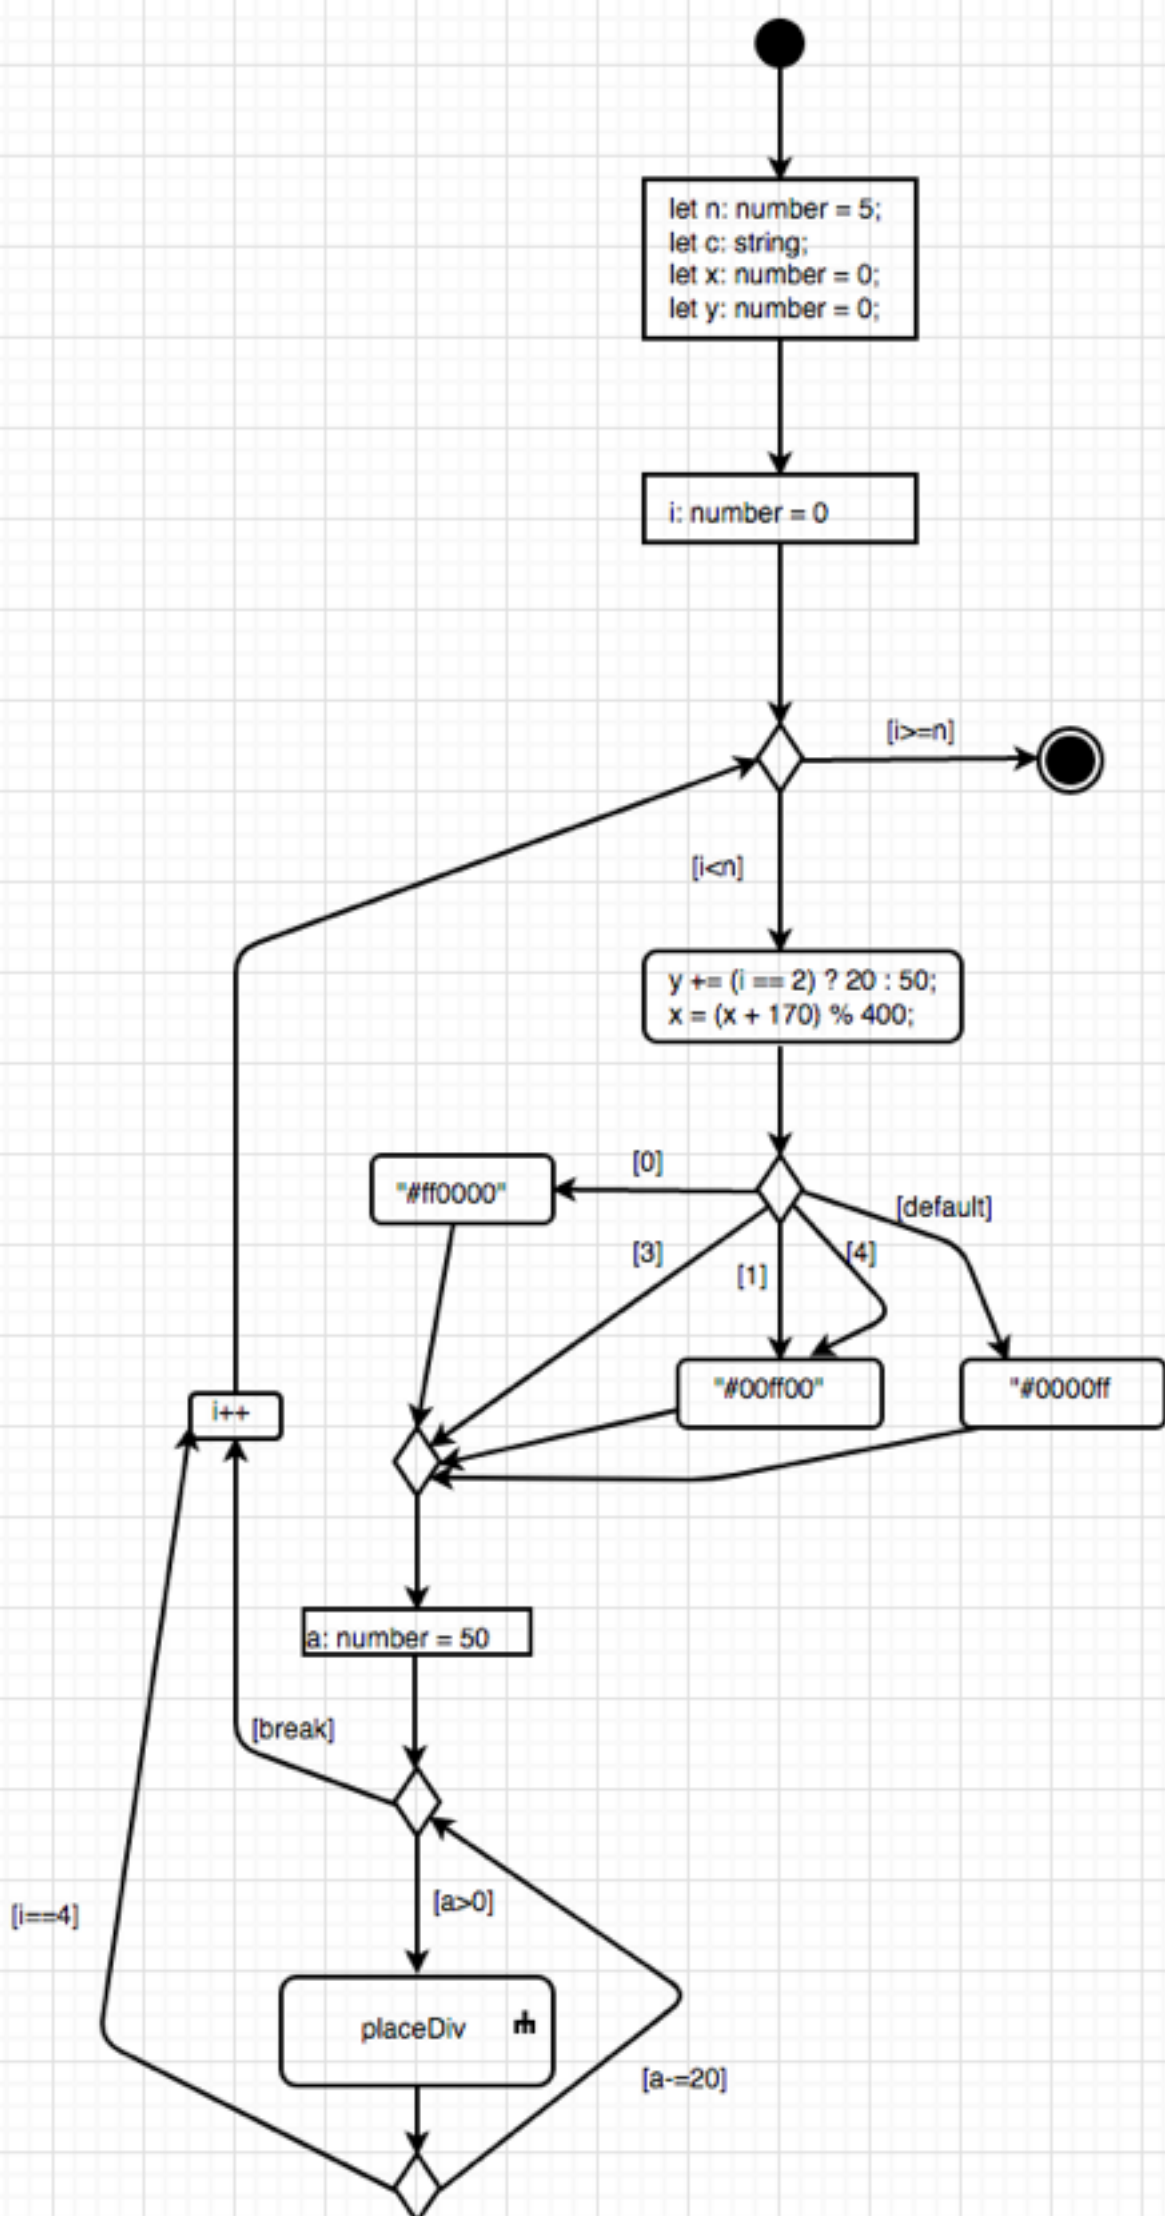 let n: number = 5;
let c: string;
let x: number = 0;
let y: number = 0;
i: number = 0
[i>=n]
[i<n]
y += (i == 2) ? 20 : 50;
x = (x + 170) % 400;
[0]
"#ff0000"
[default]
[3]
[4]
[1]
"#00ff00"
"#0000ff
i++
a: number = 50
[break]
[a>0]
[i==4]
placeDiv
[a-=20]